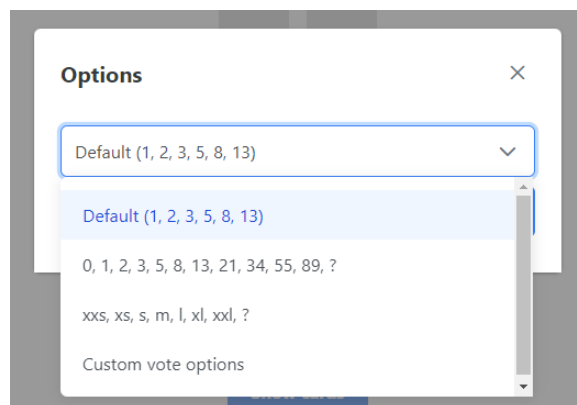 Options
Default (1, 2, 3, 5, 8, 13)
Default (1, 2, 3, 5, 8, 13)
0, 1, 2, 3, 5, 8, 13, 21, 34, 55, 89, ?
xxs, xs, s, m, l, xl, xxl, ?
Custom vote options